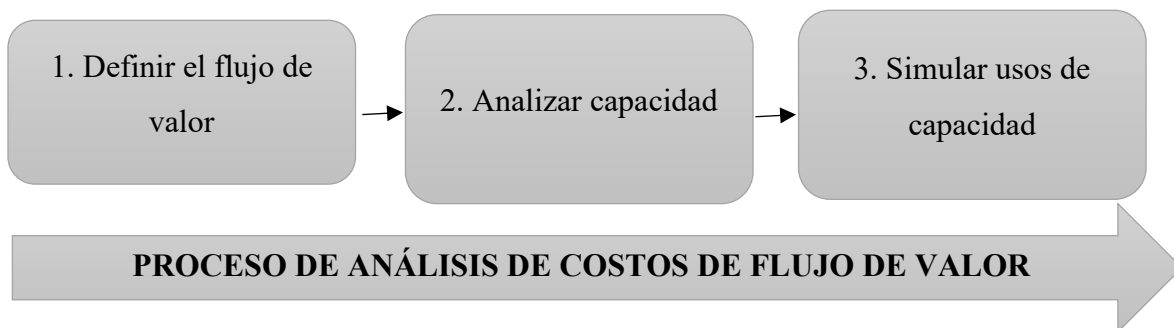 1. Definir el flujo de
valor
2. Analizar capacidad
3. Simular usos de
capacidad
PROCESO DE ANÁLISIS DE COSTOS DE FLUJO DE VALOR